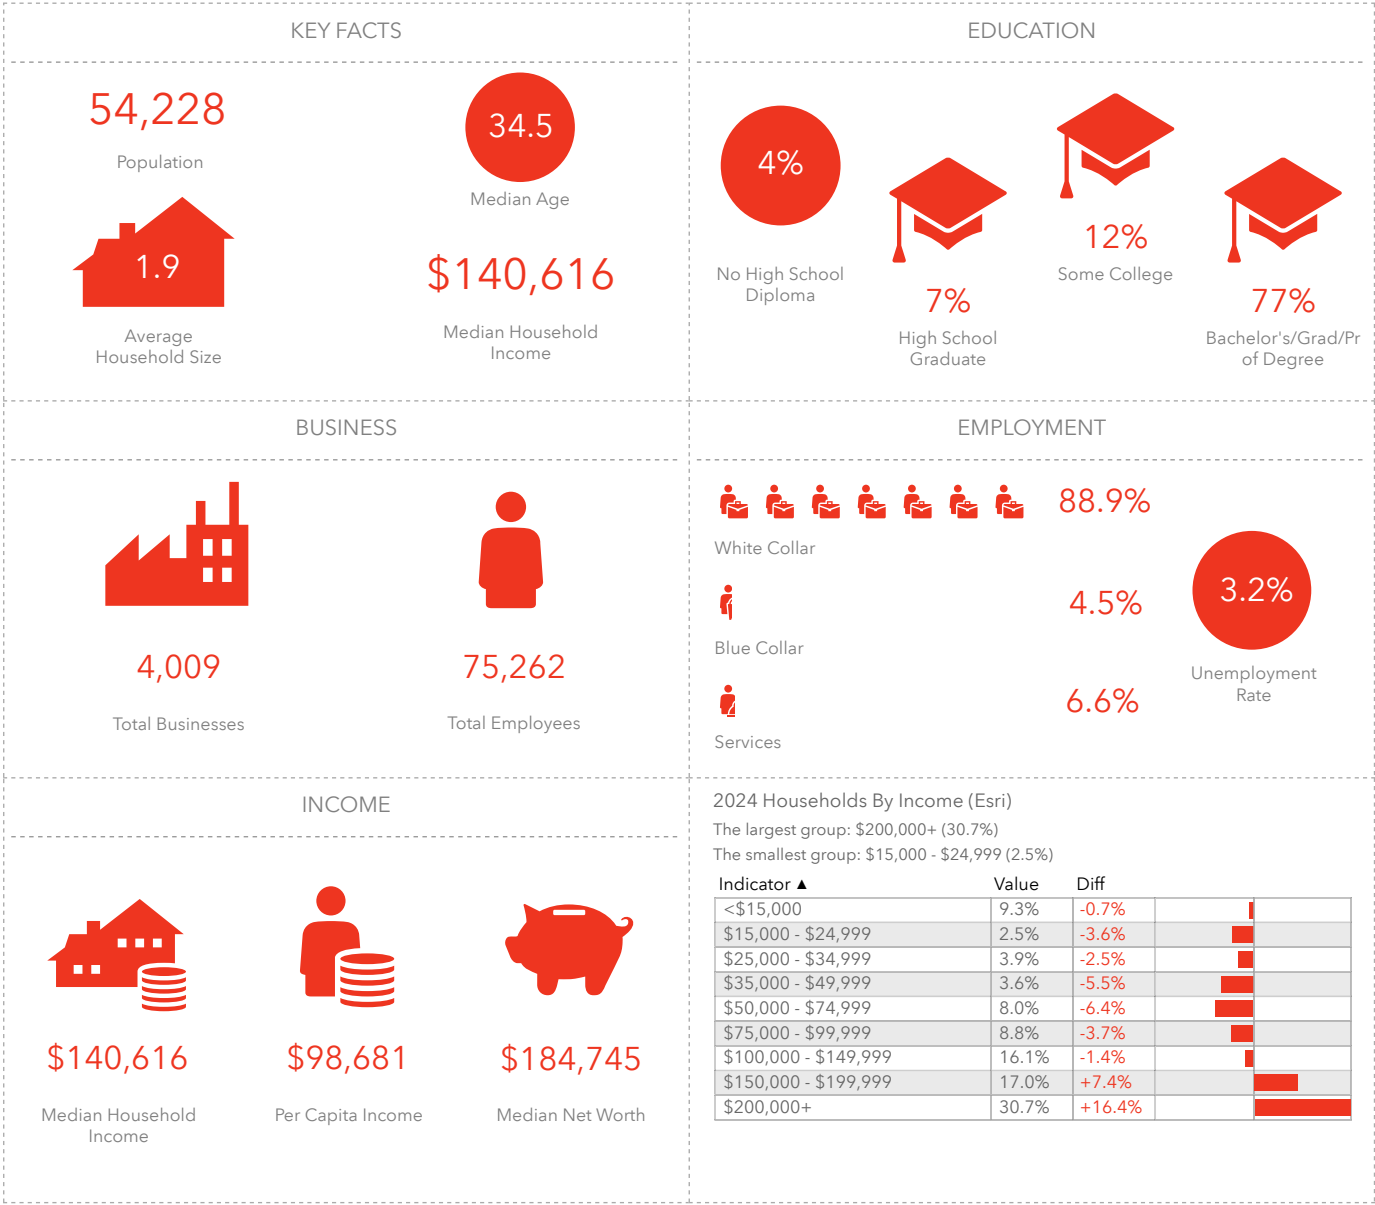 KEY FACTS
54,228
Population
34.5
Median Age
1.9
Average
Household Size
$140,616
Median Household
Income
EDUCATION
4%
No High School
Diploma
7%
High School
Graduate
12%
Some College
77%
Bachelor's/Grad/Pr
of Degree
BUSINESS
4,009
Total Businesses
75,262
Total Employees
EMPLOYMENT
88.9%
White Collar
4.5%
Blue Collar
6.6%
Services
3.2%
Unemployment
Rate
INCOME
$140,616
Median Household
Income
$98,681
Per Capita Income
$184,745
Median Net Worth
2024 Households By Income (Esri)
The largest group: $200,000+ (30.7%)
The smallest group: $15,000 - $24,999 (2.5%)
Indicator ▲ Value Diff
<$15,000 9.3% -0.7%
$15,000 - $24,999 2.5% -3.6%
$25,000 - $34,999 3.9% -2.5%
$35,000 - $49,999 3.6% -5.5%
$50,000 - $74,999 8.0% -6.4%
$75,000 - $99,999 8.8% -3.7%
$100,000 - $149,999 16.1% -1.4%
$150,000 - $199,999 17.0% +7.4%
$200,000+ 30.7% +16.4%